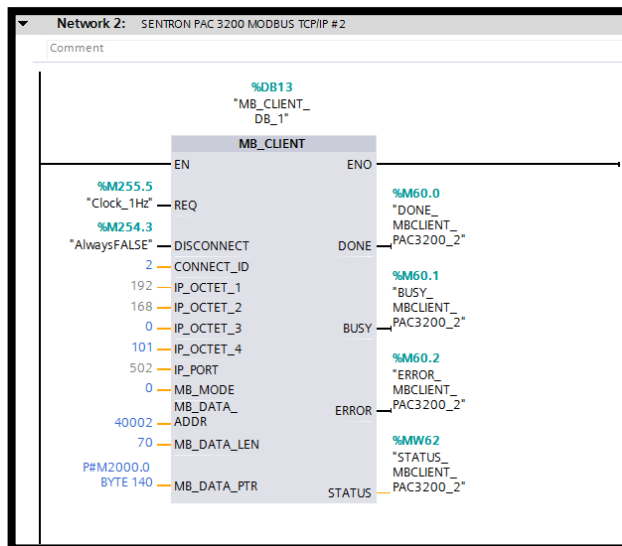 Network 2: SENTRON PAC 3200 MODBUS TCP/IP #2
Comment
%DB13
"MB_CLIENT_
DB_1"
MB_CLIENT
EN ENO
%M255.5
"Clock_1Hz" REQ
%M60.0
"DONE_
MBCLIENT_
PAC3200_2"
DONE
%M254.3
"AlwaysFALSE" DISCONNECT
2 CONNECT_ID
192 IP_OCTET_1
168 IP_OCTET_2
0 IP_OCTET_3
%M60.1
"BUSY_
MBCLIENT_
PAC3200_2"
BUSY
101 IP_OCTET_4
502 IP_PORT
0 MB_MODE
%M60.2
"ERROR_
MBCLIENT_
PAC3200_2"
ERROR
MB_DATA_
40002 ADDR
70 MB_DATA_LEN
P#M2000.0
BYTE 140 MB_DATA_PTR
%MW62
"STATUS_
MBCLIENT_
PAC3200_2"
STATUS